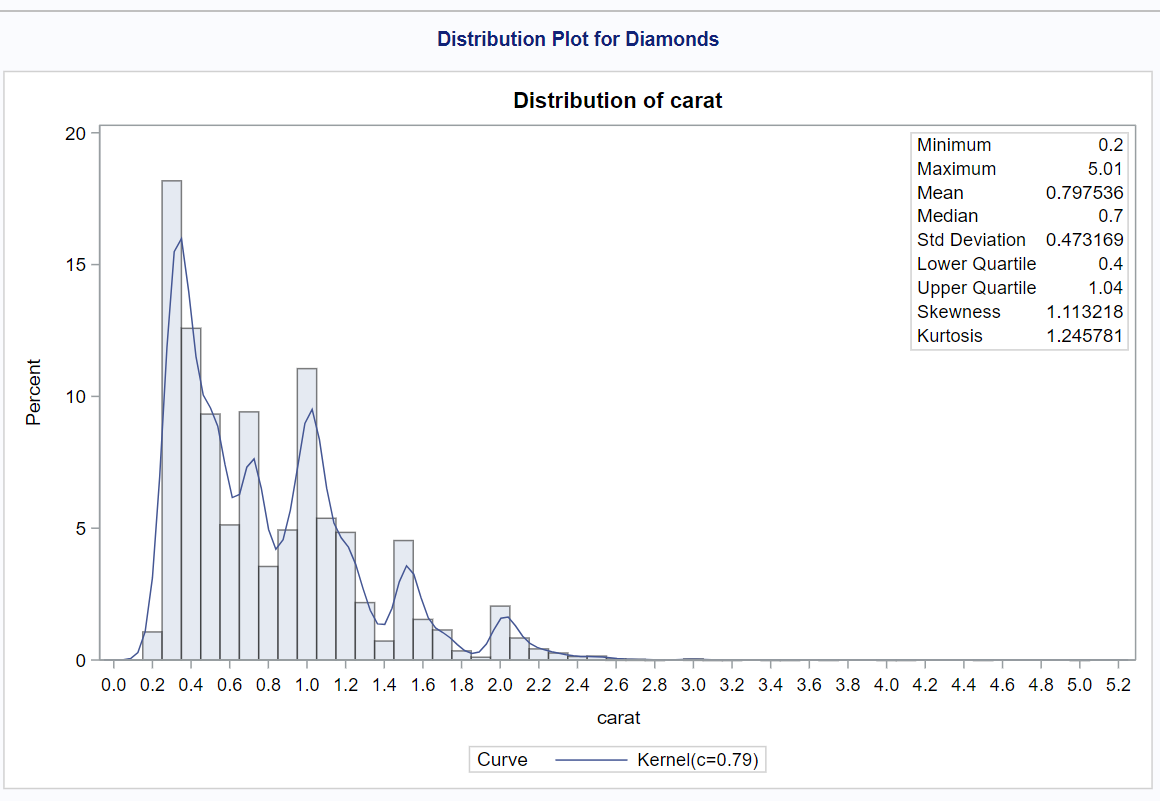 Distribution Plot for Diamonds
Distribution of carat
20
15
10
5
0
Percent
Minimum 0.2
Maximum 5.01
Mean 0.797536
Median 0.7
Std Deviation 0.473169
Lower Quartile 0.4
Upper Quartile 1.04
Skewness 1.113218
Kurtosis 1.245781
0.0 0.2 0.4 0.6 0.8 1.0 1.2 1.4 1.6 1.8 2.0 2.2 2.4 2.6 2.8 3.0 3.2 3.4 3.6 3.8 4.0 4.2 4.4 4.6 4.8 5.0 5.2
carat
Curve Kernel(c=0.79)